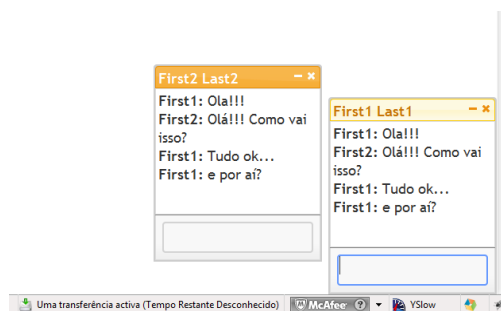 First2 Last2
First1: Ola!!!
First2: Olá!!! Como vai
isso?
First1: Tudo ok...
First1: e por aí?
First1 Last1
First1: Ola!!!
First2: Olá!!! Como vai
isso?
First1: Tudo ok...
First1: e por aí?
Uma transferência activa (Tempo Restante Desconhecido) McAfee YSlow